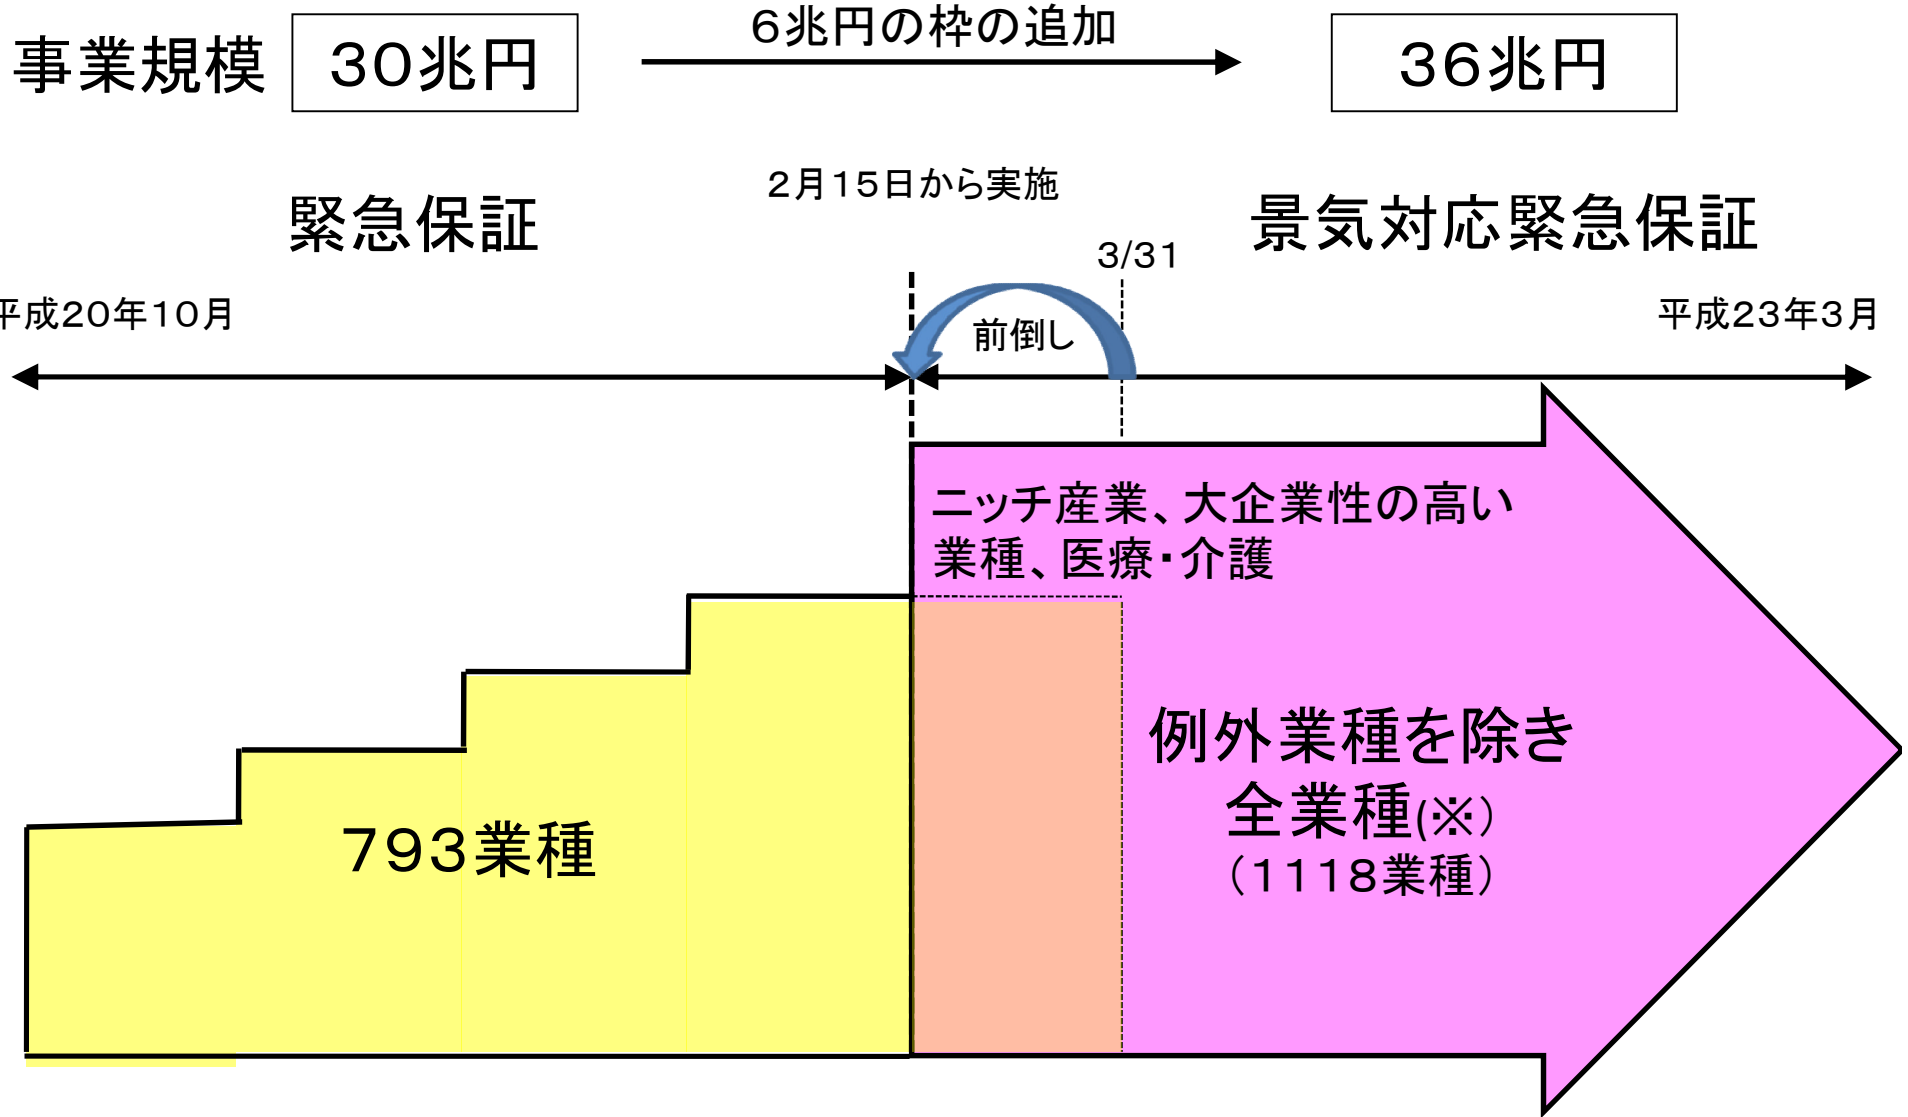 6兆円の枠の追加
事業規模 30兆円 36兆円
2月15日から実施
緊急保証 景気対応緊急保証
3/31
平成20年10月 平成23年3月
前倒し
ニッチ産業、大企業性の高い
業種、医療・介護
例外業種を除き
全業種(※)
(1118業種)
793業種